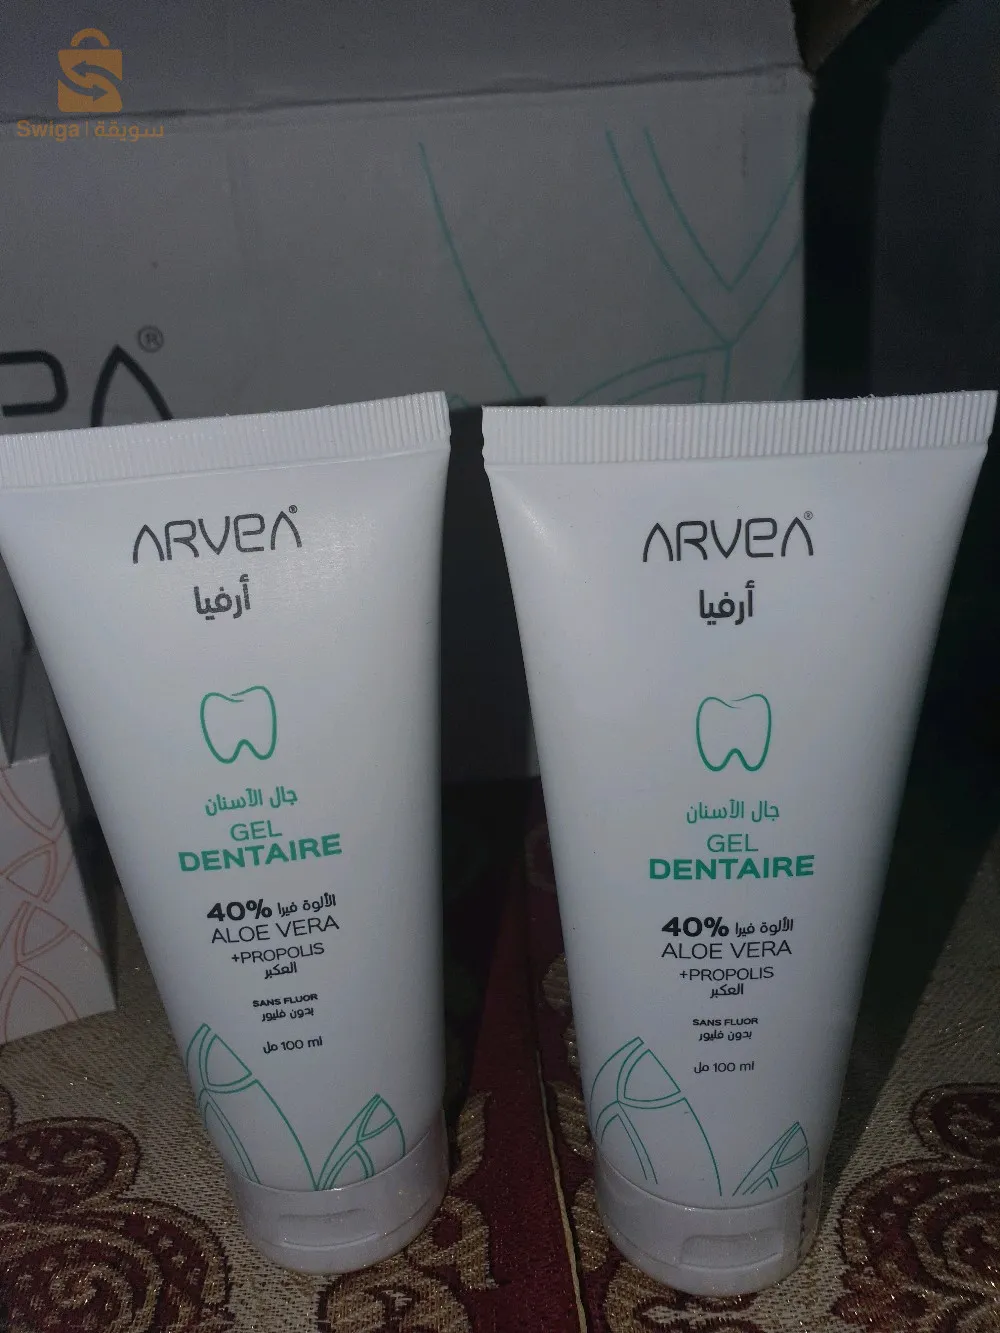 Swiga | سويقة
®
ARVEA®
أرفيا
جال الأسنان
GEL
DENTAIRE
40% الألوة فيرا
ALOE VERA
+PROPOLIS
العكبر
SANS FLUOR
بدون فليور
100 ml مل
ARVEA®
أرفيا
جال الأسنان
GEL
DENTAIRE
40% الألوة فيرا
ALOE VERA
+PROPOLIS
العكبر
SANS FLUOR
بدون فليور
100 ml مل